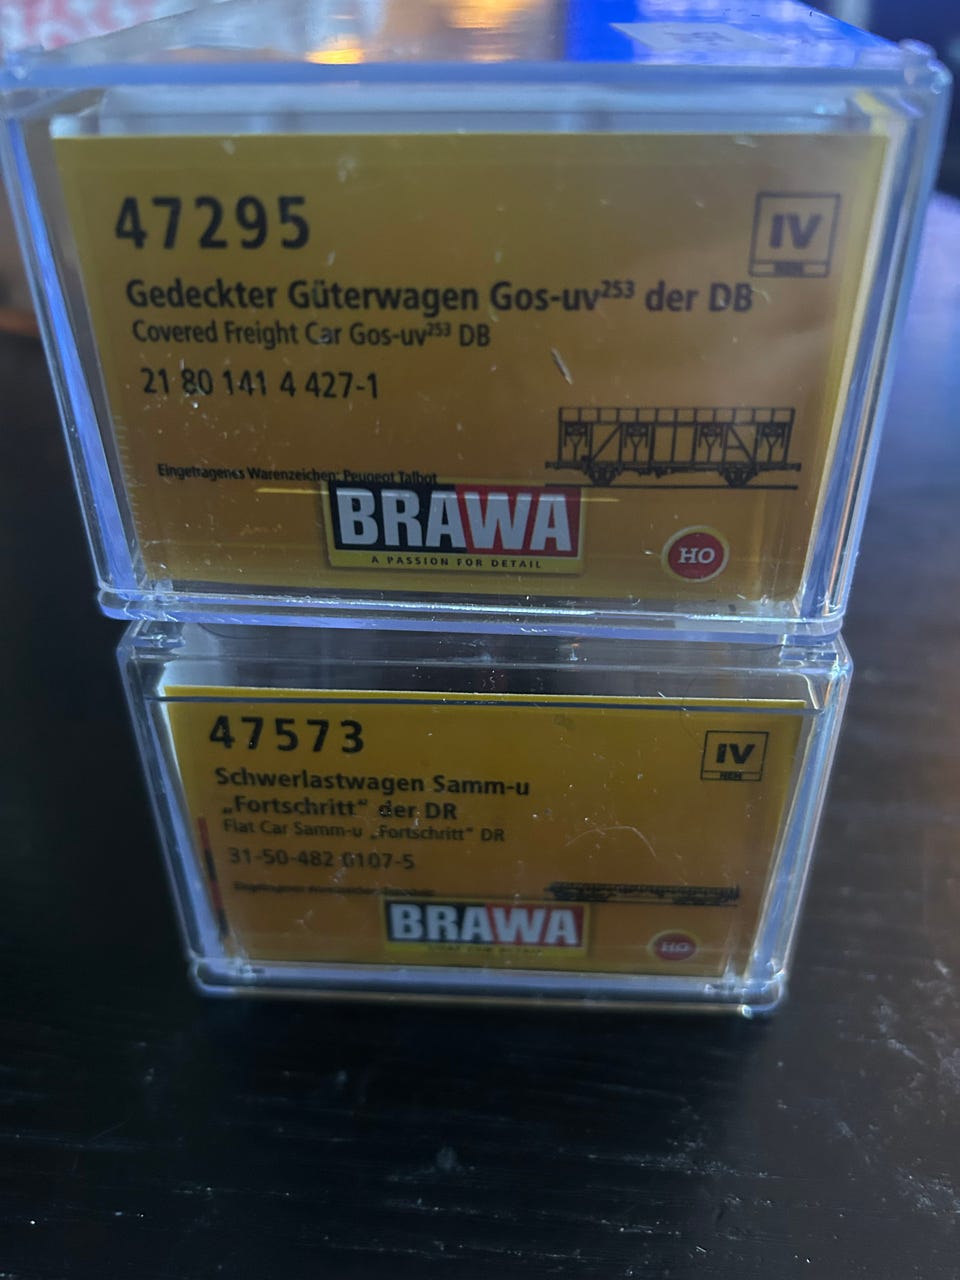 47295
IV
Gedeckter Güterwagen Gos-uv²⁵³ der DB
Covered Freight Car Gos-uv²⁵³ DB
21 80 141 4 427-1
Eingetragenes Warenzeichen: Peugeot Talbot
BRAWA
A PASSION FOR DETAIL
HO
47573
IV
NEM
Schwerlastwagen Samm-u
„Fortschritt“ der DR
Flat Car Samm-u „Fortschritt“ DR
31-50-482 0107-5
BRAWA
HO